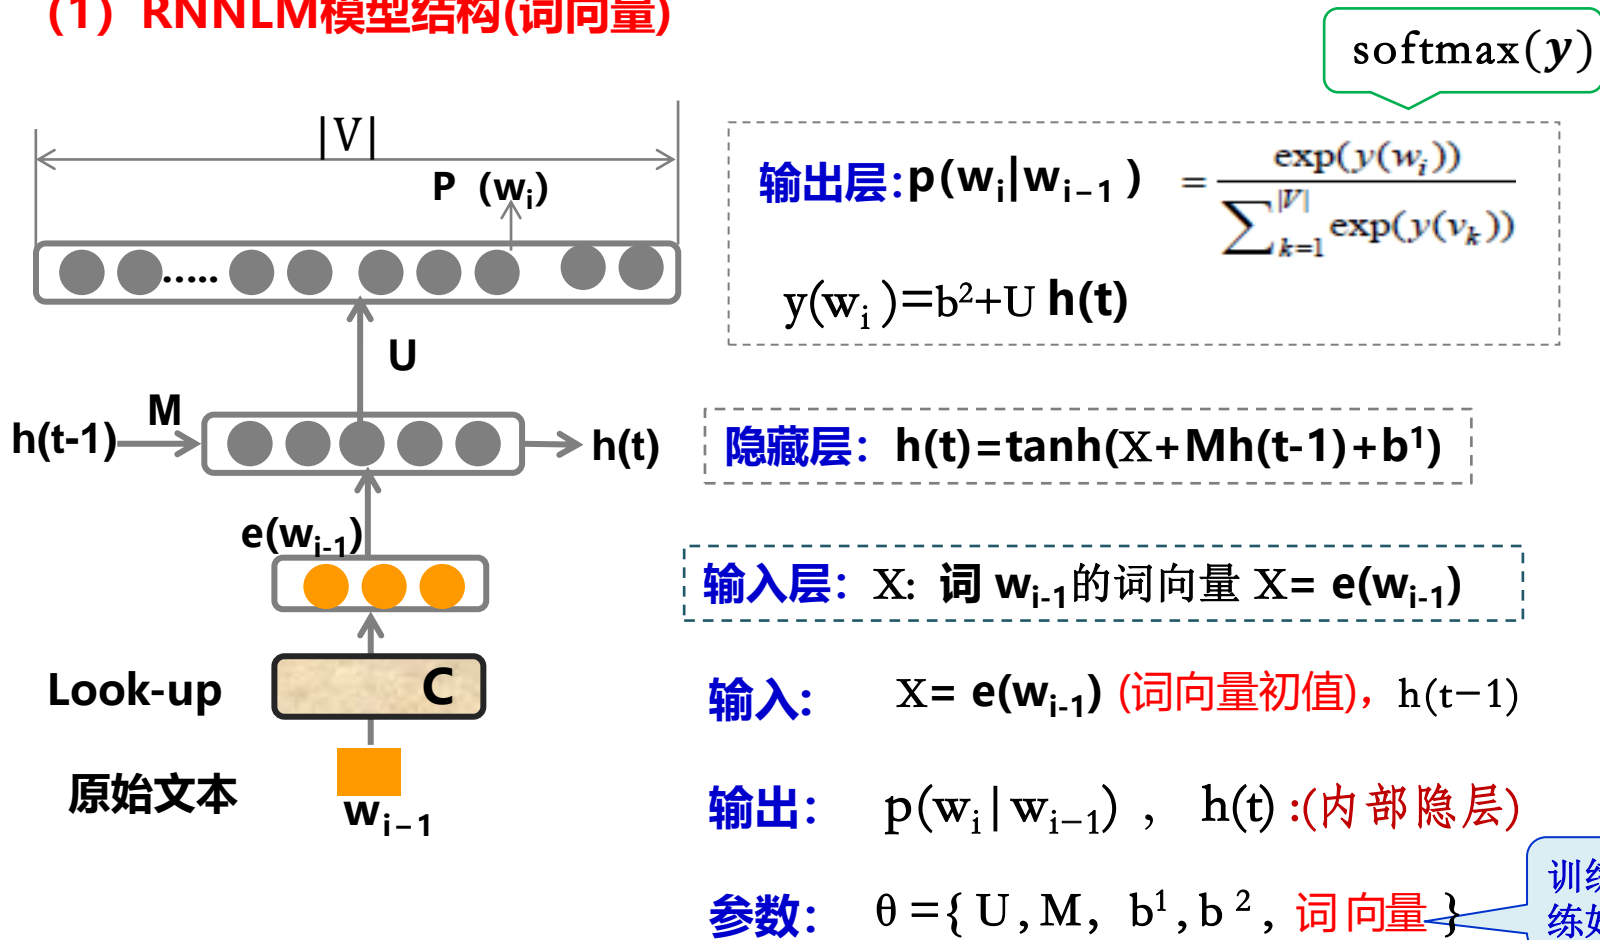 (1) RNNLM模型结构(词向量)
softmax(y)
|V|
P (wi)
.....
U
M
h(t-1)
h(t)
e(wi-1)
Look-up
C
原始文本
wi-1
输出层:p(wi|wi-1) = exp(y(wi)) / ∑k=1|V| exp(y(vk))
y(wi)=b²+U h(t)
隐藏层: h(t)=tanh(X+Mh(t-1)+b¹)
输入层: X: 词 wi-1的词向量 X= e(wi-1)
输入: X= e(wi-1) (词向量初值), h(t-1)
输出: p(wi|wi-1) , h(t) :(内部隐层)
参数: θ={ U , M, b¹, b ², 词向量 }